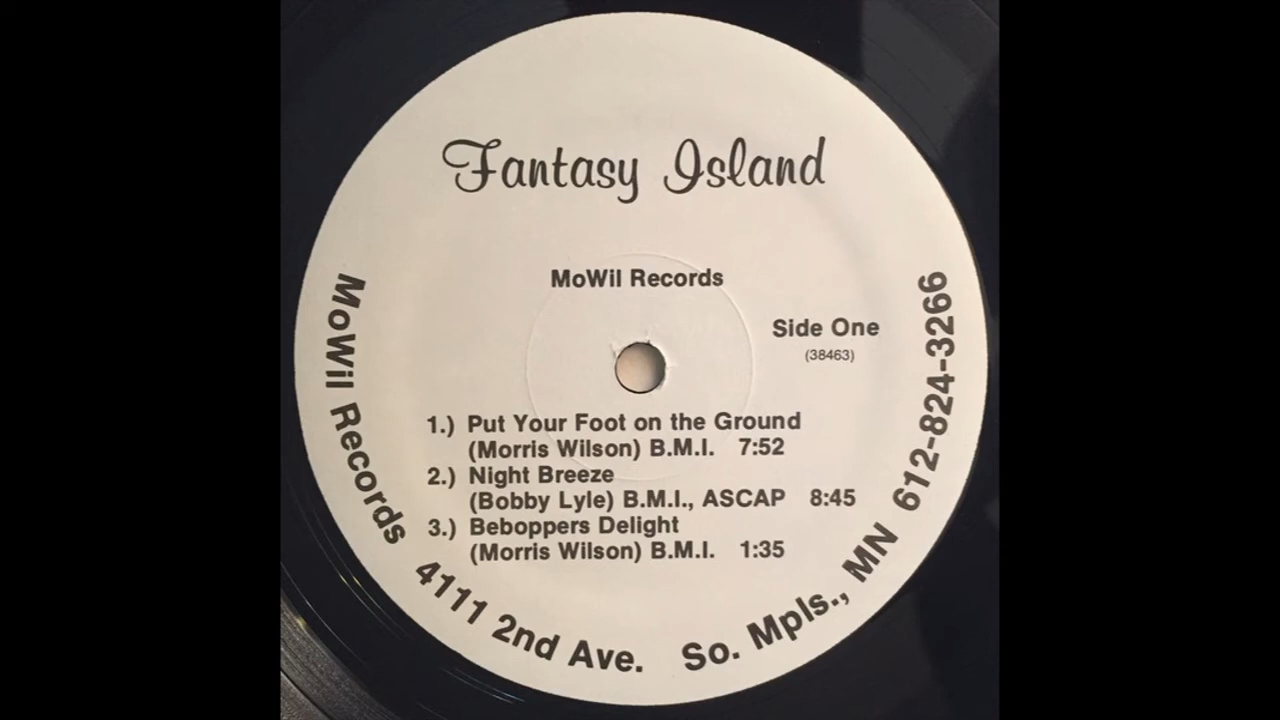 Fantasy Island
MoWil Records
Side One
(38463)
1.) Put Your Foot on the Ground
(Morris Wilson) B.M.I. 7:52
2.) Night Breeze
(Bobby Lyle) B.M.I., ASCAP 8:45
3.) Beboppers Delight
(Morris Wilson) B.M.I. 1:35
MoWil Records 4111 2nd Ave. So. Mpls., MN 612-824-3266